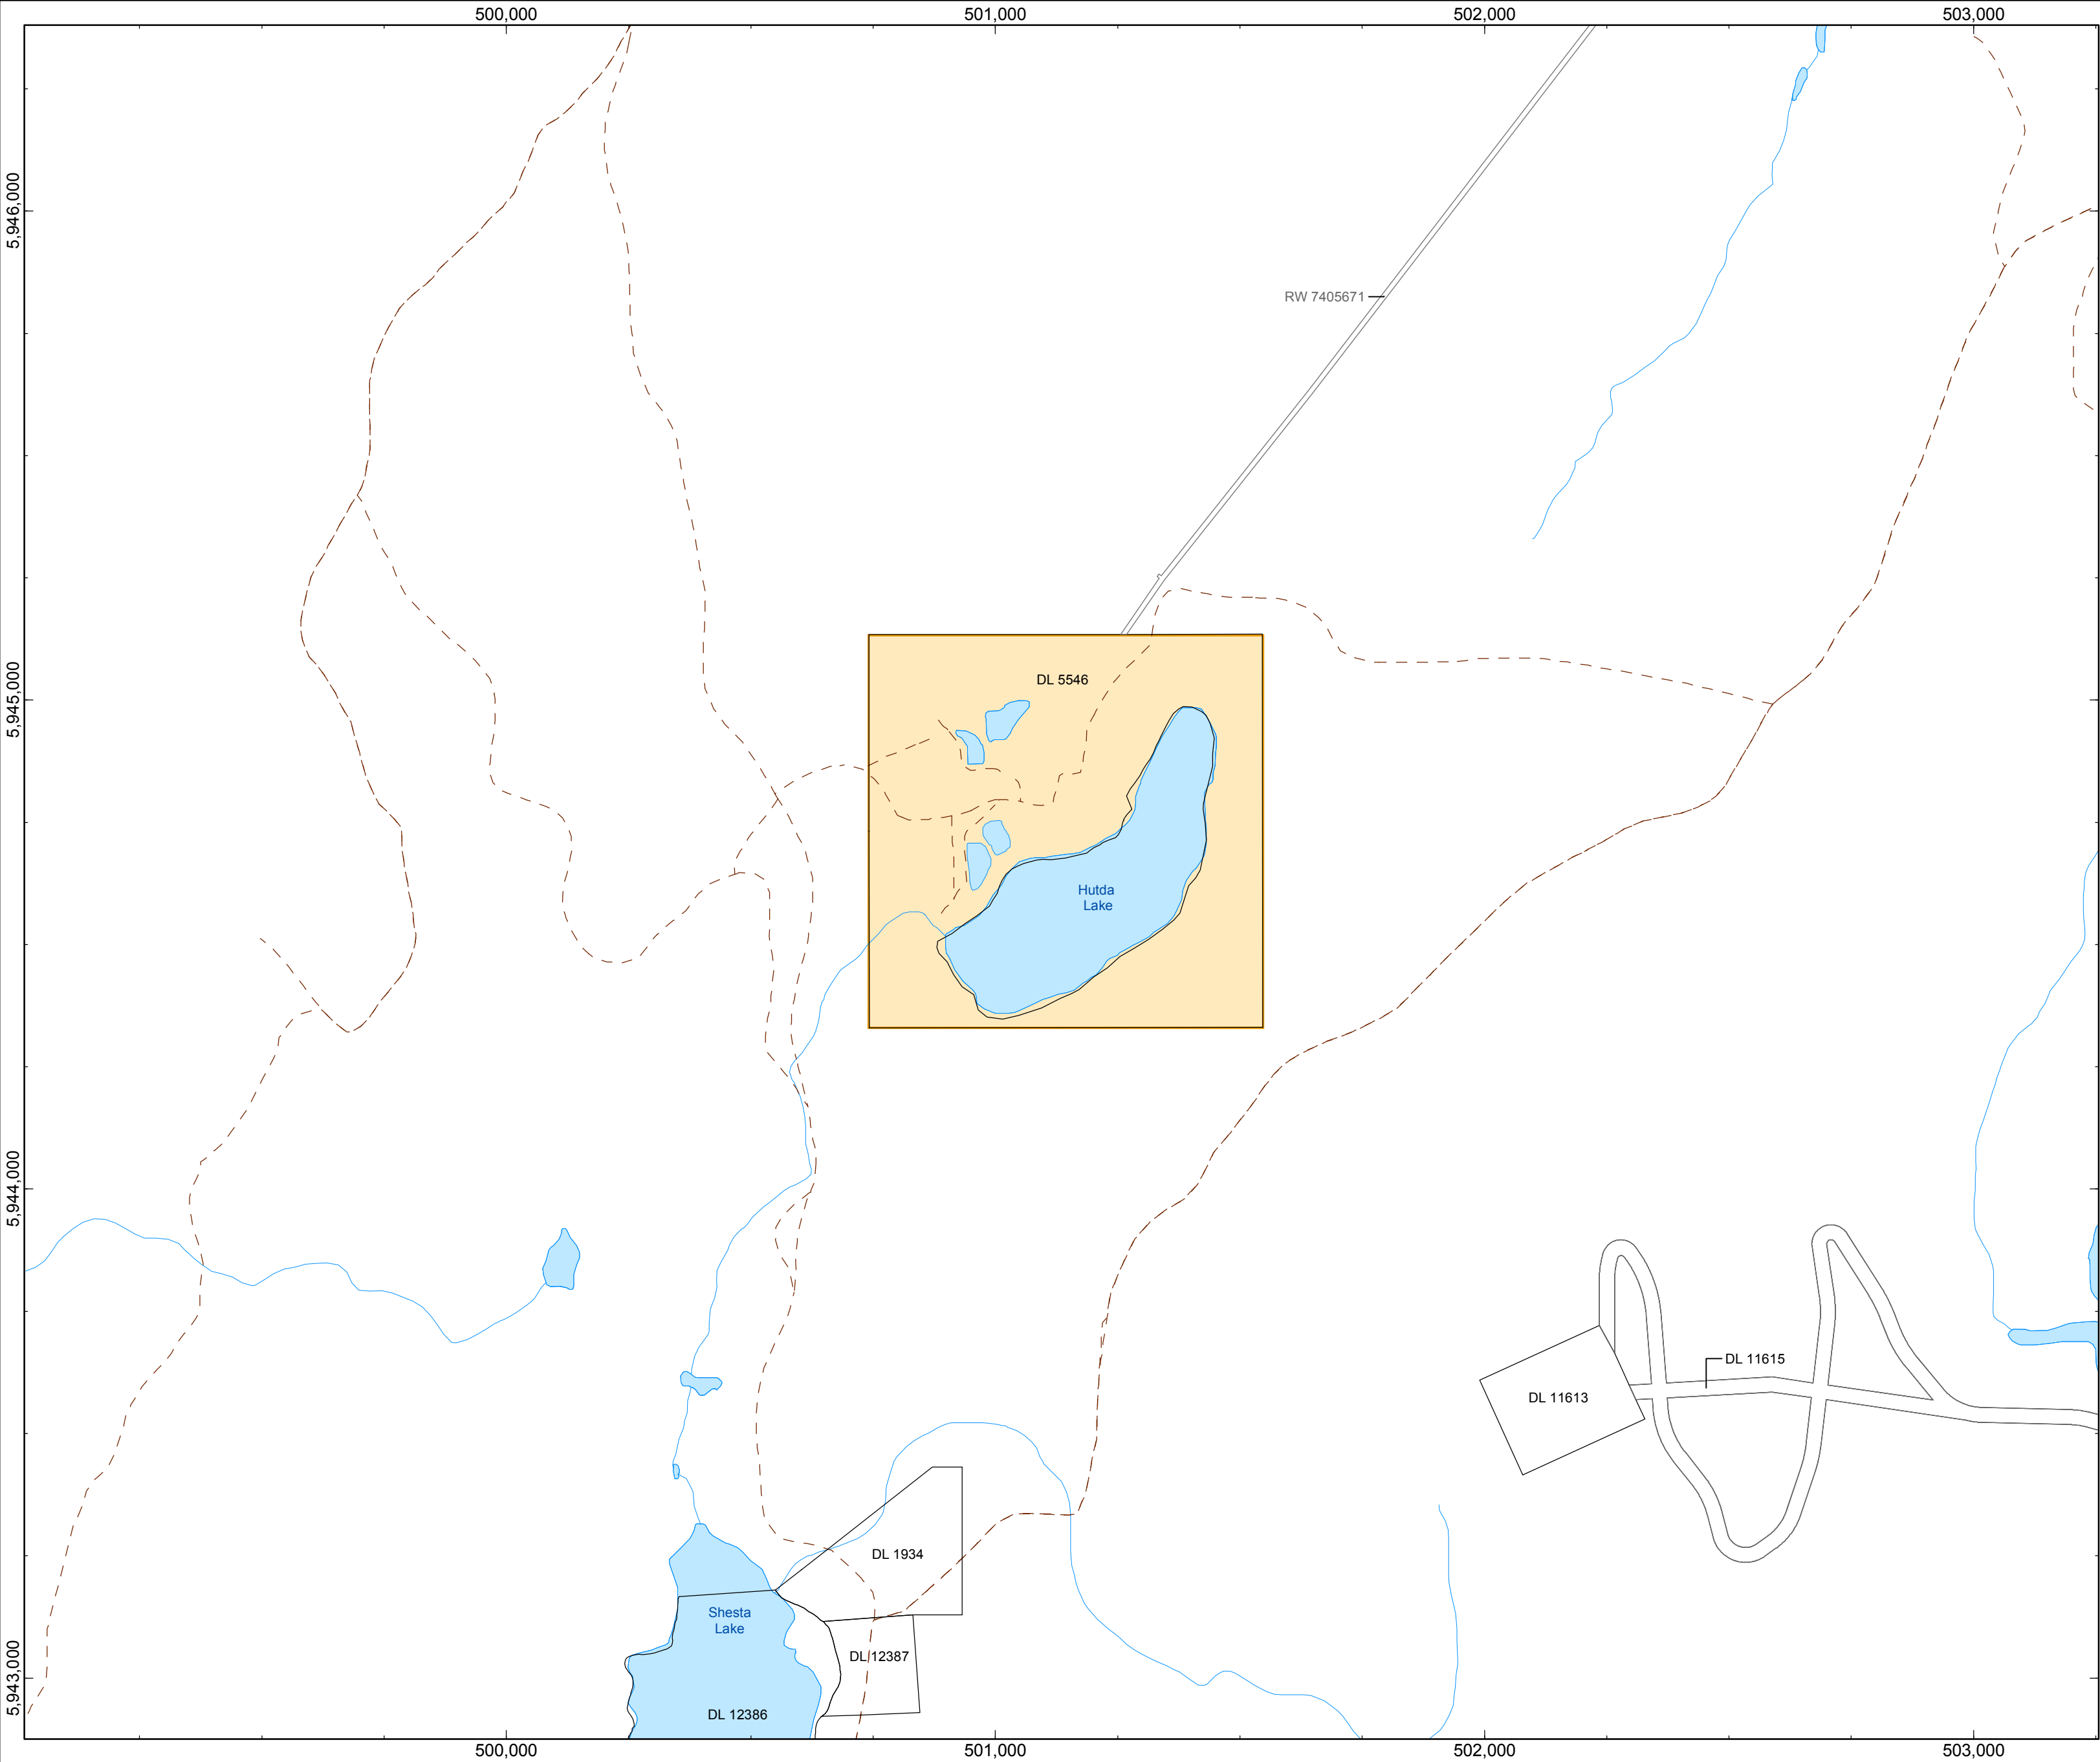 500,000
501,000
502,000
503,000
5,946,000
RW 7405671
DL 5546
5,945,000
Hutda
Lake
5,944,000
DL 11615
DL 11613
DL 1934
Shesta
Lake
DL 12387
5,943,000
DL 12386
500,000
501,000
502,000
503,000